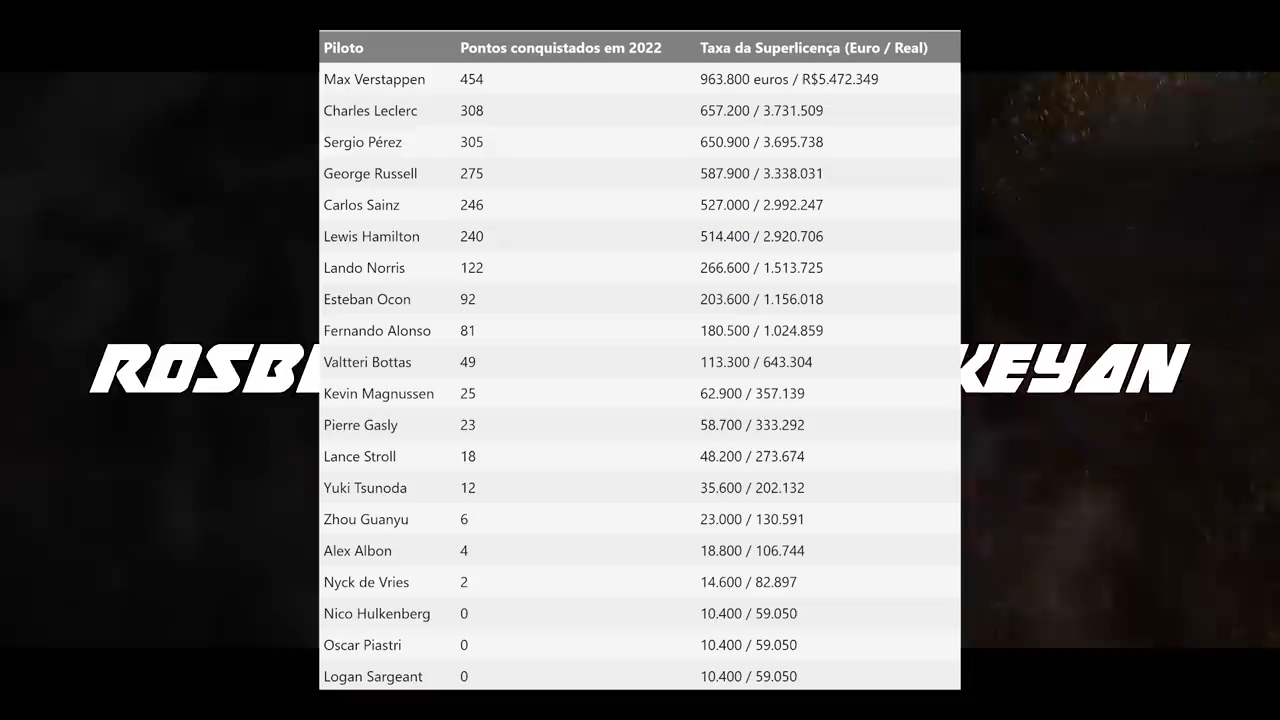 Piloto Pontos conquistados em 2022 Taxa da Superlicença (Euro / Real)
Max Verstappen 454 963.800 euros / R$5.472.349
Charles Leclerc 308 657.200 / 3.731.509
Sergio Pérez 305 650.900 / 3.695.738
George Russell 275 587.900 / 3.338.031
Carlos Sainz 246 527.000 / 2.992.247
Lewis Hamilton 240 514.400 / 2.920.706
Lando Norris 122 266.600 / 1.513.725
Esteban Ocon 92 203.600 / 1.156.018
Fernando Alonso 81 180.500 / 1.024.859
Valtteri Bottas 49 113.300 / 643.304
Kevin Magnussen 25 62.900 / 357.139
Pierre Gasly 23 58.700 / 333.292
Lance Stroll 18 48.200 / 273.674
Yuki Tsunoda 12 35.600 / 202.132
Zhou Guanyu 6 23.000 / 130.591
Alex Albon 4 18.800 / 106.744
Nyck de Vries 2 14.600 / 82.897
Nico Hulkenberg 0 10.400 / 59.050
Oscar Piastri 0 10.400 / 59.050
Logan Sargeant 0 10.400 / 59.050